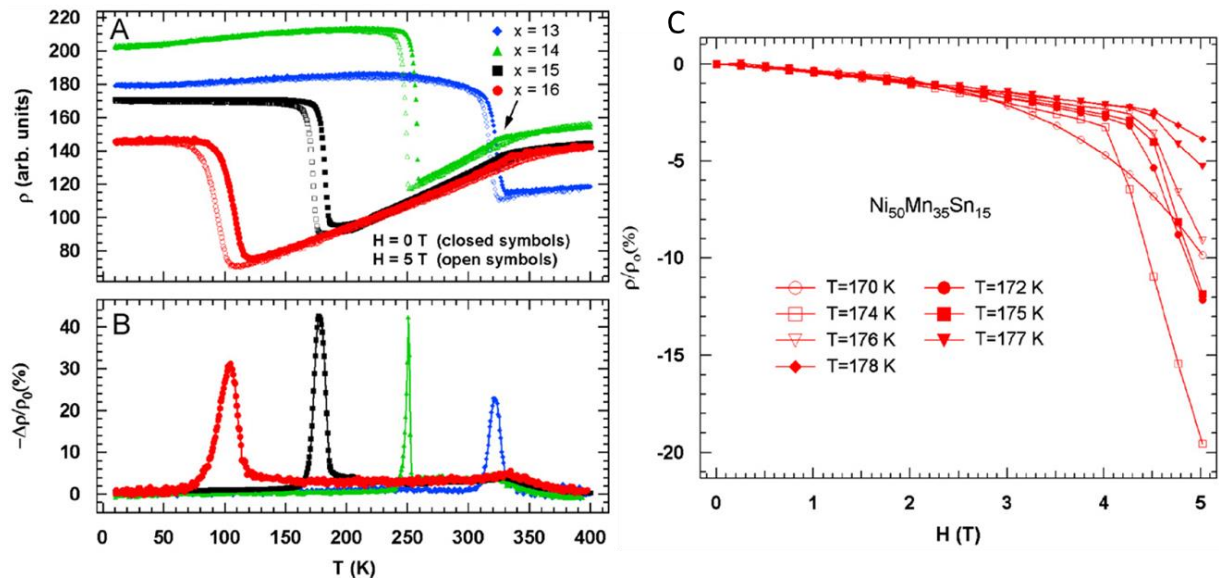 A
ρ (arb. units)
220
200
180
160
140
120
100
80
60
x = 13
x = 14
x = 15
x = 16
H = 0 T (closed symbols)
H = 5 T (open symbols)
B
−Δρ/ρ0(%)
40
30
20
10
0
0 50 100 150 200 250 300 350 400
T (K)
C
ρ/ρo(%)
0
-5
-10
-15
-20
Ni50Mn35Sn15
T=170 K T=172 K
T=174 K T=175 K
T=176 K T=177 K
T=178 K
0 1 2 3 4 5
H (T)